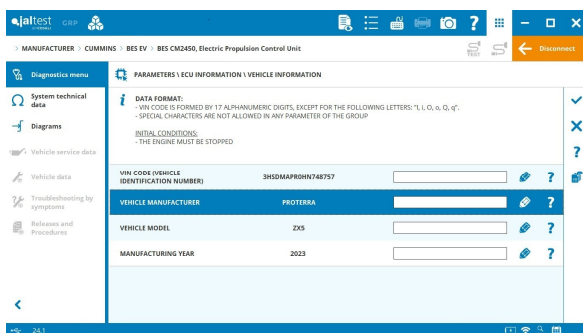 jaltest GRP
> MANUFACTURER > CUMMINS > BES EV > BES CM2450, Electric Propulsion Control Unit
TEST
Disconnect
Diagnostics menu
System technical
data
Diagrams
Vehicle service data
Vehicle data
Troubleshooting by
symptoms
Releases and
Procedures
PARAMETERS \ ECU INFORMATION \ VEHICLE INFORMATION
DATA FORMAT:
- VIN CODE IS FORMED BY 17 ALPHANUMERIC DIGITS, EXCEPT FOR THE FOLLOWING LETTERS: "I, i, O, o, Q, q".
- SPECIAL CHARACTERS ARE NOT ALLOWED IN ANY PARAMETER OF THE GROUP
INITIAL CONDITIONS:
- THE ENGINE MUST BE STOPPED
VIN CODE (VEHICLE
IDENTIFICATION NUMBER) 3HSDMAPR0HN748757 ?
VEHICLE MANUFACTURER PROTERRA ?
VEHICLE MODEL ZX5 ?
MANUFACTURING YEAR 2023 ?
24.1